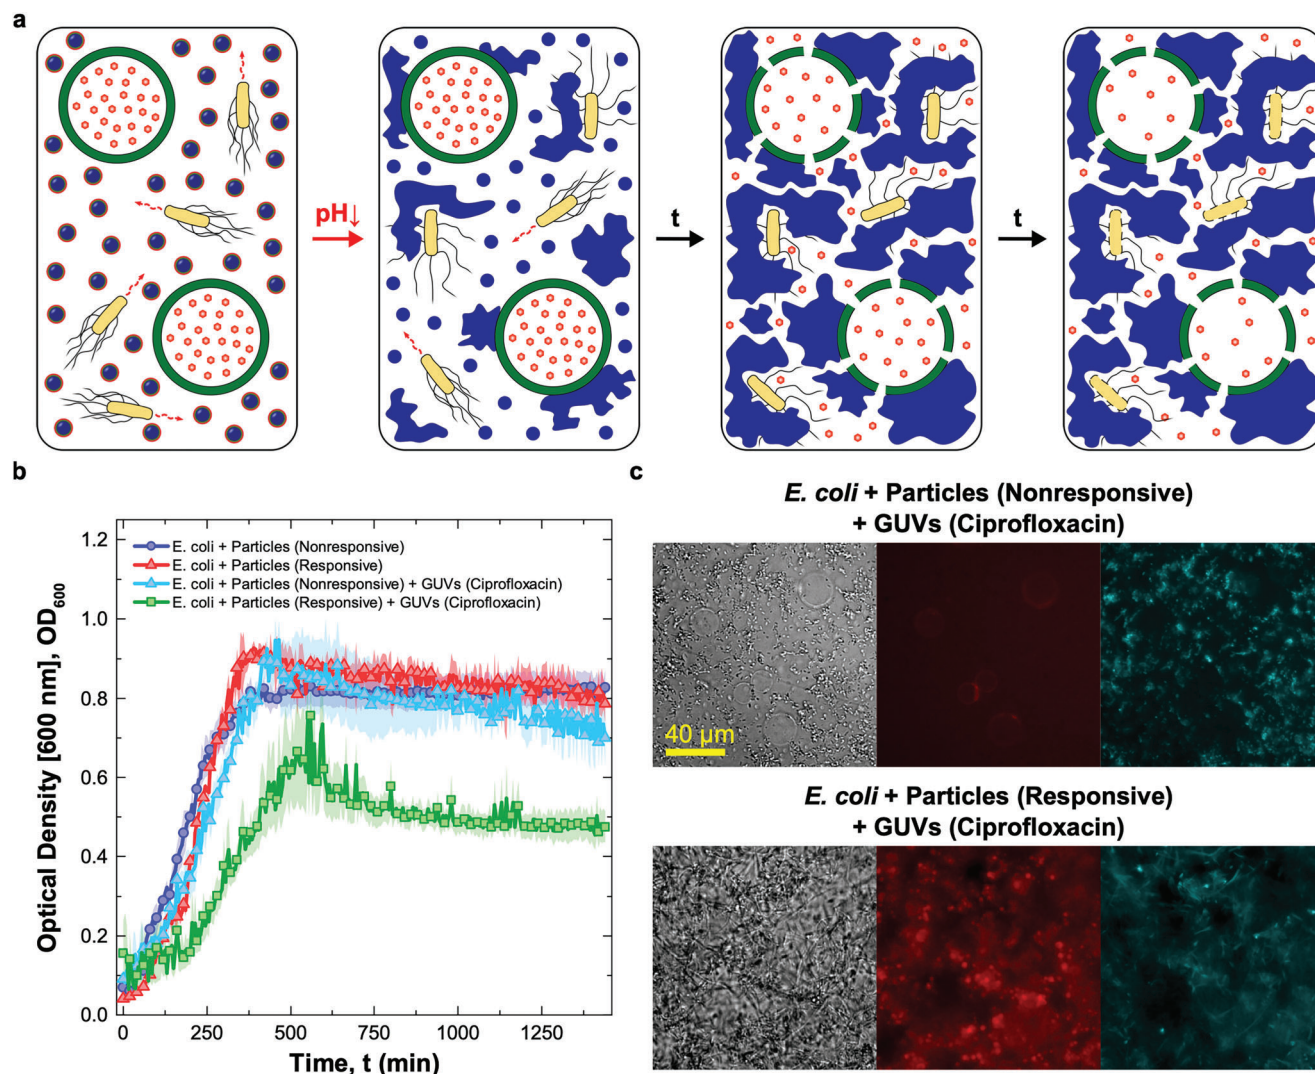 a
pH↓
t
t
b
1.2
1.0
0.8
0.6
0.4
0.2
0.0
Optical Density [600 nm], OD600
E. coli + Particles (Nonresponsive)
E. coli + Particles (Responsive)
E. coli + Particles (Nonresponsive) + GUVs (Ciprofloxacin)
E. coli + Particles (Responsive) + GUVs (Ciprofloxacin)
0
250
500
750
1000
1250
Time, t (min)
c
E. coli + Particles (Nonresponsive)
+ GUVs (Ciprofloxacin)
40 µm
E. coli + Particles (Responsive)
+ GUVs (Ciprofloxacin)